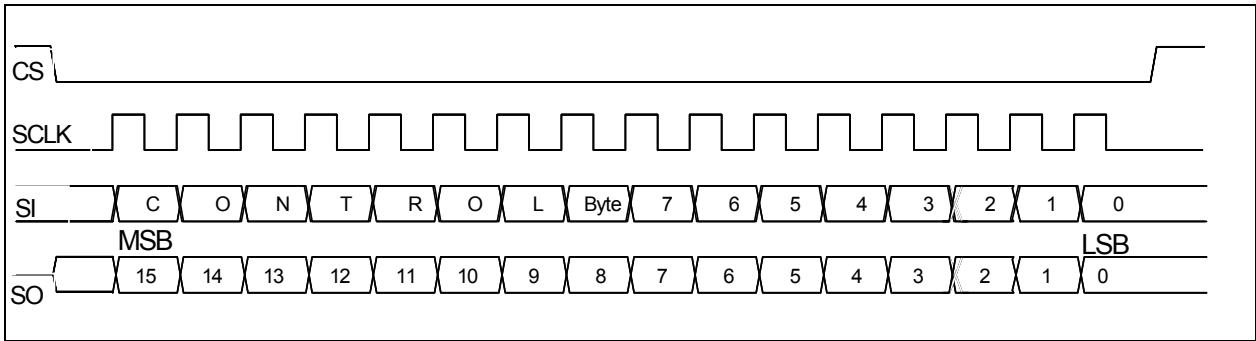 CS
SCLK
SI C O N T R O L Byte 7 6 5 4 3 2 1 0
MSB LSB
SO 15 14 13 12 11 10 9 8 7 6 5 4 3 2 1 0